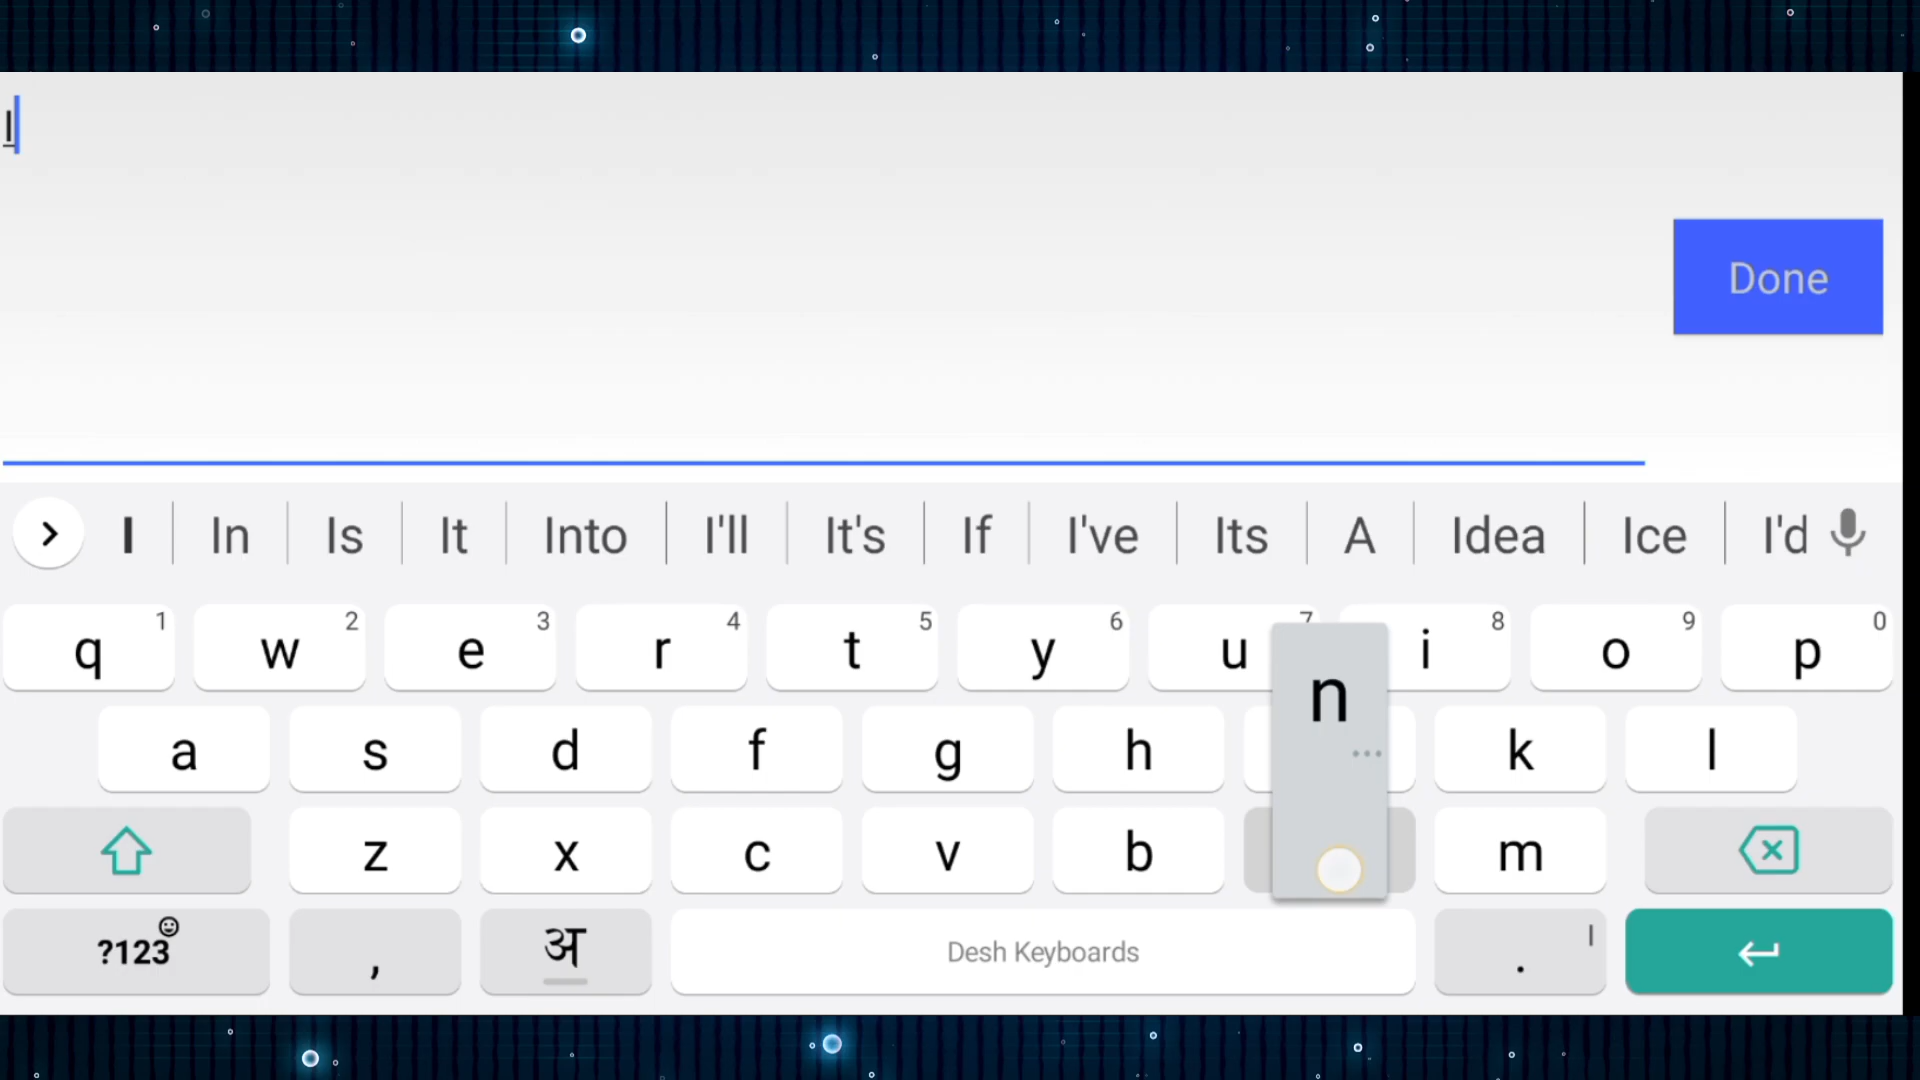 I
Done
I In Is It Into I'll It's If I've Its A Idea Ice I'd
q 1 w 2 e 3 r 4 t 5 y 6 u 7 i 8 o 9 p 0
n
a s d f g h k l
z x c v b m
?123 , अ Desh Keyboards . |